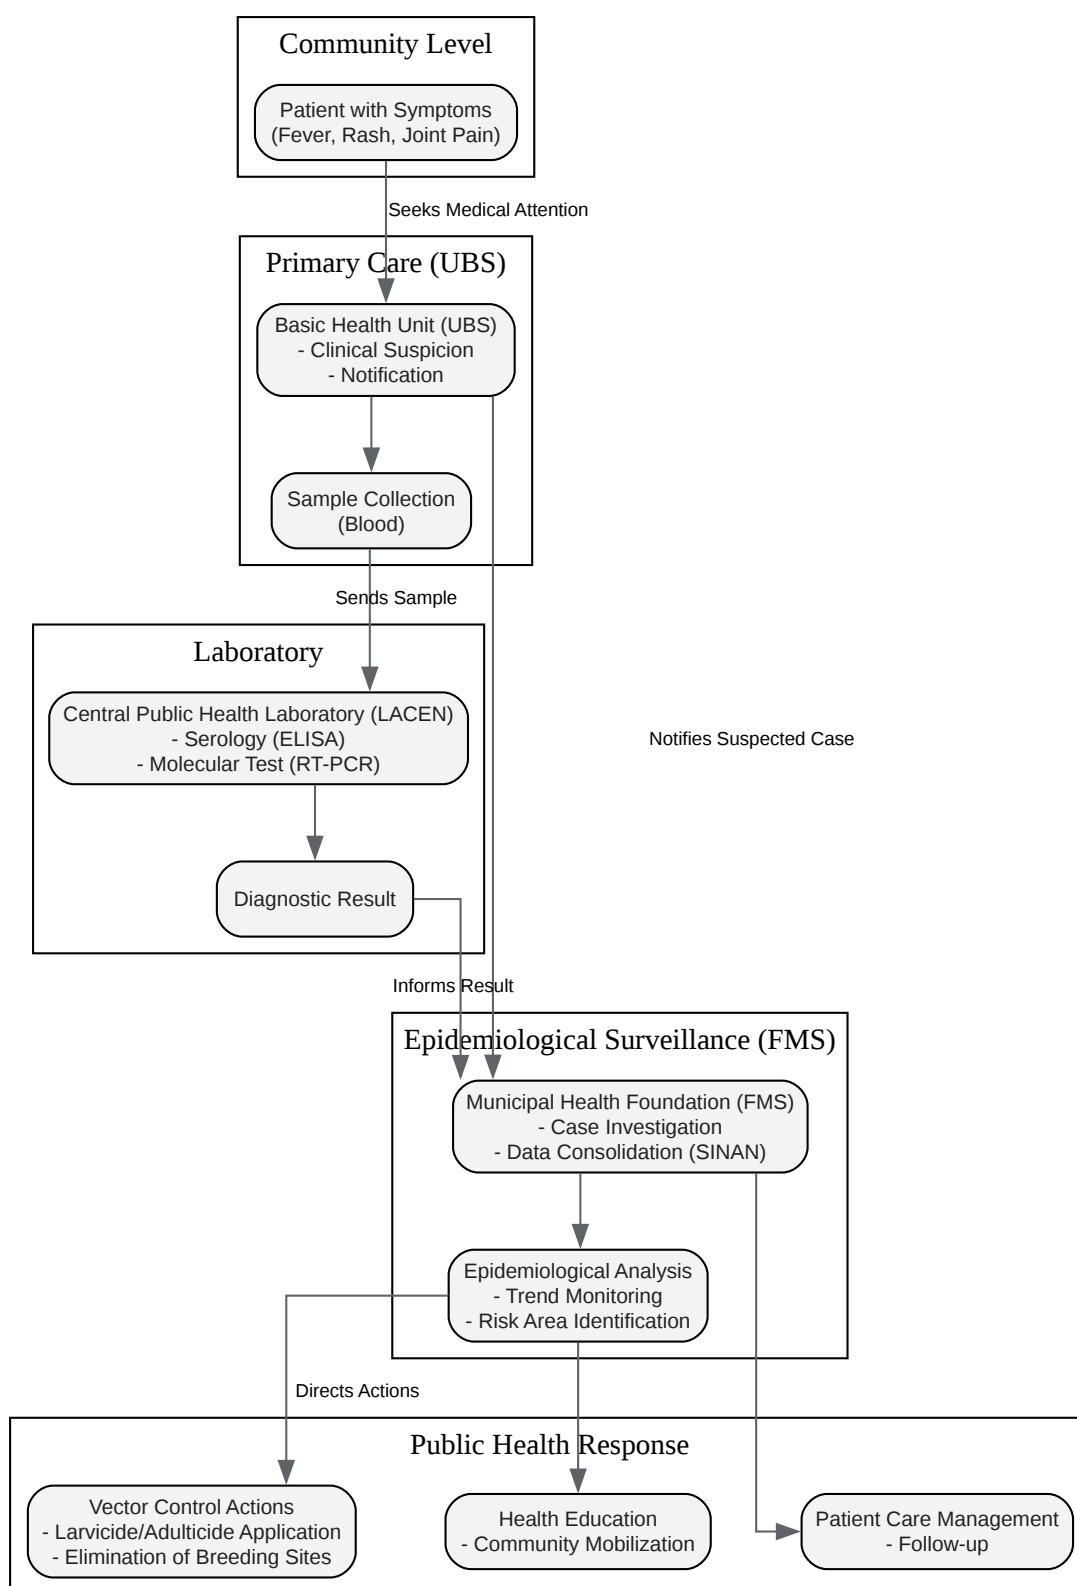 Community Level
Patient with Symptoms
(Fever, Rash, Joint Pain)
Seeks Medical Attention
Primary Care (UBS)
Basic Health Unit (UBS)
- Clinical Suspicion
- Notification
Sample Collection
(Blood)
Sends Sample
Laboratory
Central Public Health Laboratory (LACEN)
- Serology (ELISA)
- Molecular Test (RT-PCR)
Notifies Suspected Case
Diagnostic Result
Informs Result
Epidemiological Surveillance (FMS)
Municipal Health Foundation (FMS)
- Case Investigation
- Data Consolidation (SINAN)
Epidemiological Analysis
- Trend Monitoring
- Risk Area Identification
Directs Actions
Public Health Response
Vector Control Actions
- Larvicide/Adulticide Application
- Elimination of Breeding Sites
Health Education
- Community Mobilization
Patient Care Management
- Follow-up